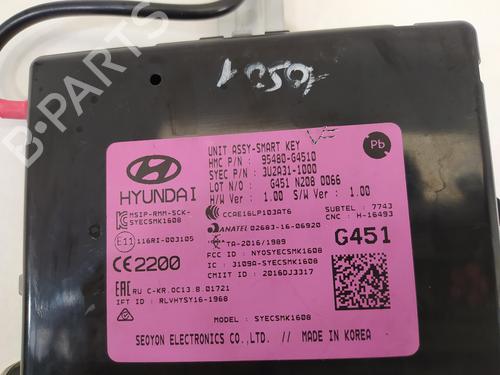 1050
UNIT ASSY-SMART KEY
HMC P/N : 95480-G4510
SYEC P/N : 3U2A31-1000
LOT N/O : G451 N208 0066
H/W Ver : 1.00 S/W Ver : 1.00
Pb
HYUNDAI
MSIP-RMM-SCK-
SYECSMK1608
CCAE16LP1030T6
SUBTEL : 7743
CNC : H-16493
ANATEL 02683-16-06920
E11 116RI-003105
TA-2016/1989
G451
FCC ID : NYOSYECSMK1608
CE 2200
IC : 3109A-SYECSMK1608
CMIIT ID : 2016DJ3317
EAC RU C-KR.OC13.B.01721
IFT ID : RLVHYSY16-1968
MODEL : SYECSMK1608
SEOYON ELECTRONICS CO.,LTD. // MADE IN KOREA
B-PARTS